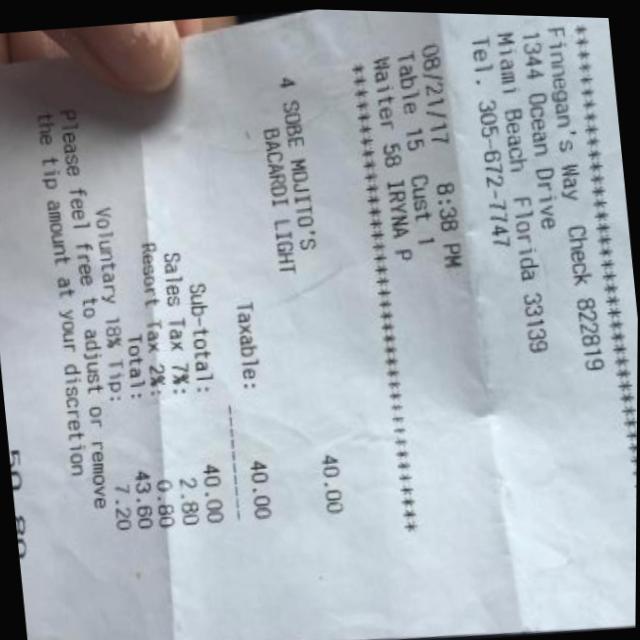 ****************************************
Finnegan's Way Check 822819
1344 Ocean Drive
Miami Beach Florida 33139
Tel. 305-672-7747
08/21/17 8:38 PM
Table 15 Cust 1
Waiter 58 IRYNA P
****************************************
4 SOBE MOJITO'S 40.00
BACARDI LIGHT
Taxable: 40.00
Sub-total: 40.00
Sales Tax 7%: 2.80
Resort Tax 2%: 0.80
Total: 43.60
Voluntary 18% Tip: 7.20
Please feel free to adjust or remove
the tip amount at your discretion
50.80